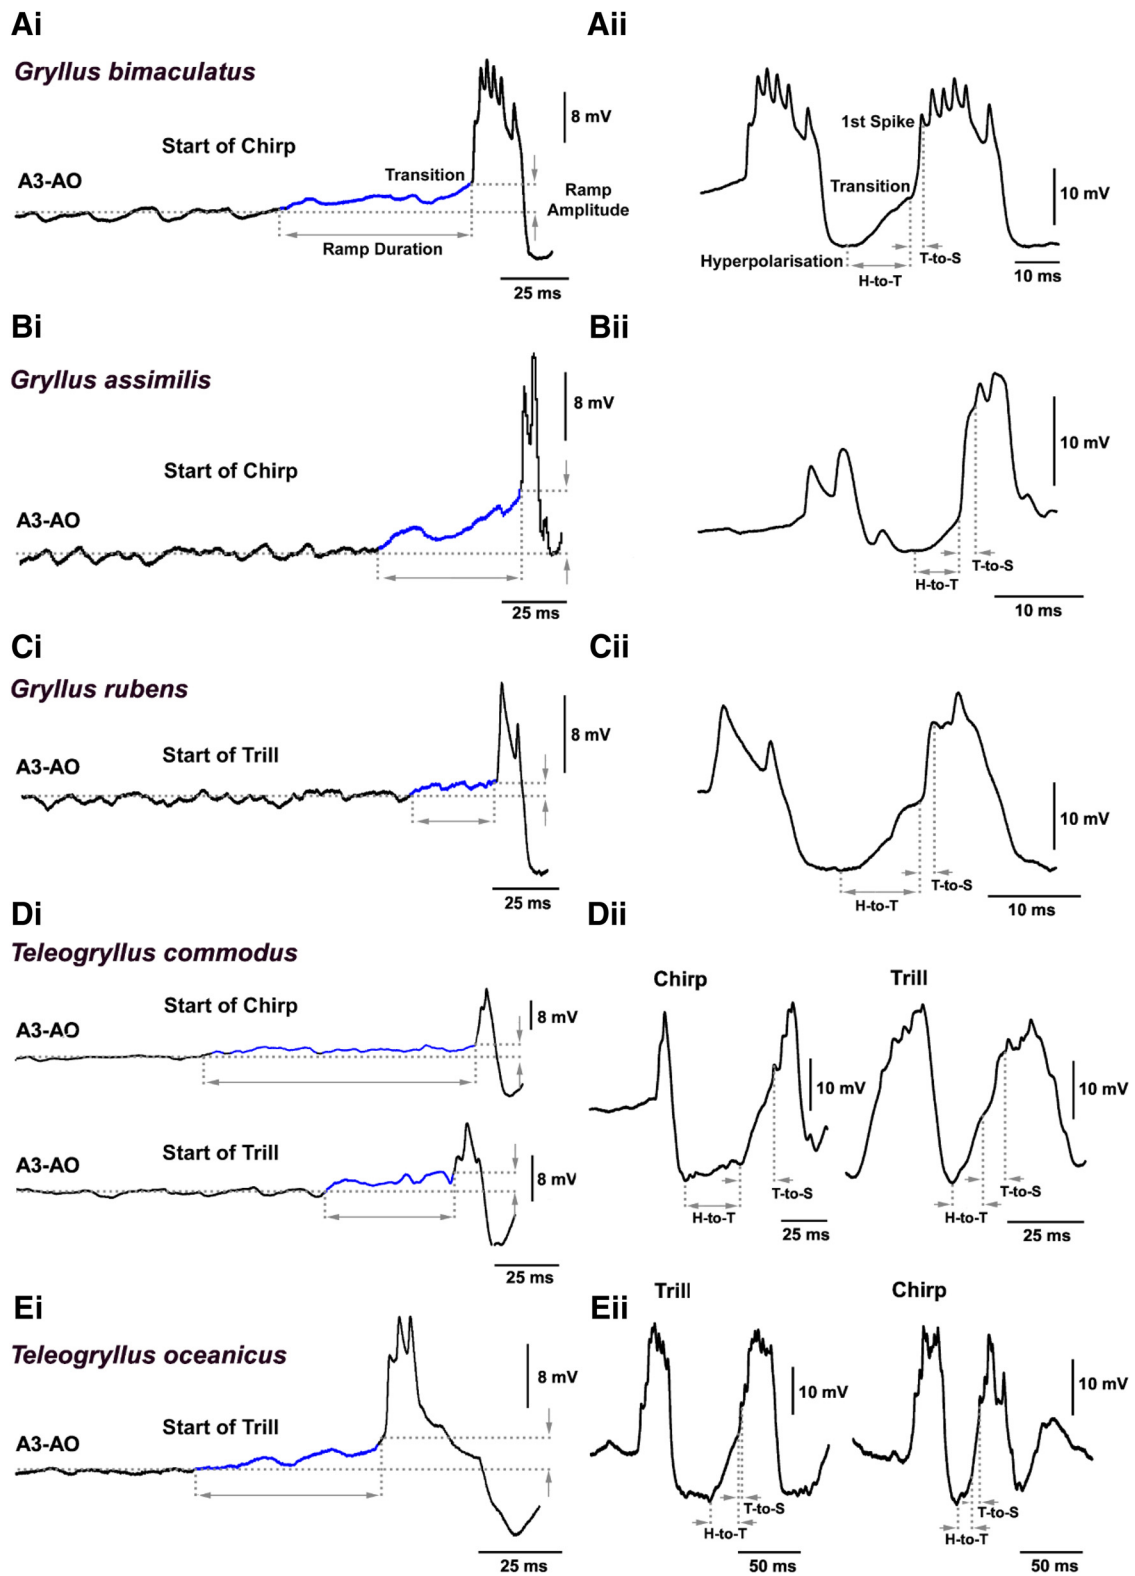 Ai
Aii
Gryllus bimaculatus
8 mV
Start of Chirp
1st Spike
A3-AO
Transition
Ramp
Amplitude
Transition
10 mV
Ramp Duration
Hyperpolarisation
T-to-S
H-to-T
10 ms
25 ms
Bi
Bii
Gryllus assimilis
8 mV
10 mV
Start of Chirp
A3-AO
T-to-S
H-to-T
25 ms
10 ms
Ci
Cii
Gryllus rubens
8 mV
Start of Trill
A3-AO
10 mV
T-to-S
H-to-T
25 ms
10 ms
Di
Dii
Teleogryllus commodus
Chirp
Trill
Start of Chirp
8 mV
A3-AO
10 mV
10 mV
Start of Trill
A3-AO
8 mV
T-to-S
T-to-S
H-to-T
H-to-T
25 ms
25 ms
25 ms
Ei
Eii
Trill
Chirp
Teleogryllus oceanicus
8 mV
10 mV
10 mV
Start of Trill
A3-AO
T-to-S
T-to-S
H-to-T
H-to-T
25 ms
50 ms
50 ms